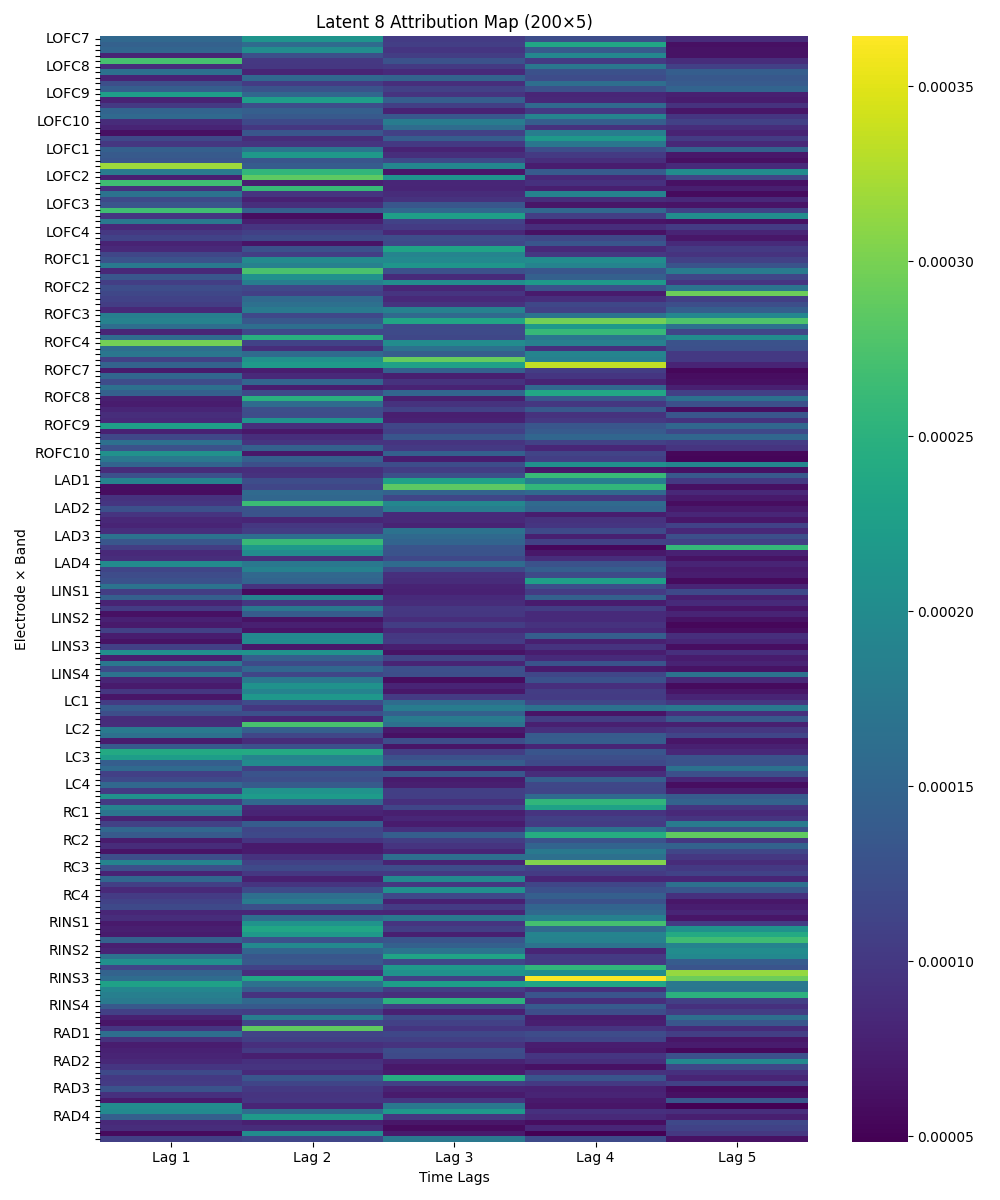 Latent 8 Attribution Map (200×5)
LOFC7
LOFC8
LOFC9
LOFC10
LOFC1
LOFC2
LOFC3
LOFC4
ROFC1
ROFC2
ROFC3
ROFC4
ROFC7
ROFC8
ROFC9
ROFC10
LAD1
LAD2
LAD3
LAD4
LINS1
LINS2
LINS3
LINS4
LC1
LC2
LC3
LC4
RC1
RC2
RC3
RC4
RINS1
RINS2
RINS3
RINS4
RAD1
RAD2
RAD3
RAD4
Electrode × Band
Lag 1 Lag 2 Lag 3 Lag 4 Lag 5
Time Lags
0.00035
0.00030
0.00025
0.00020
0.00015
0.00010
0.00005